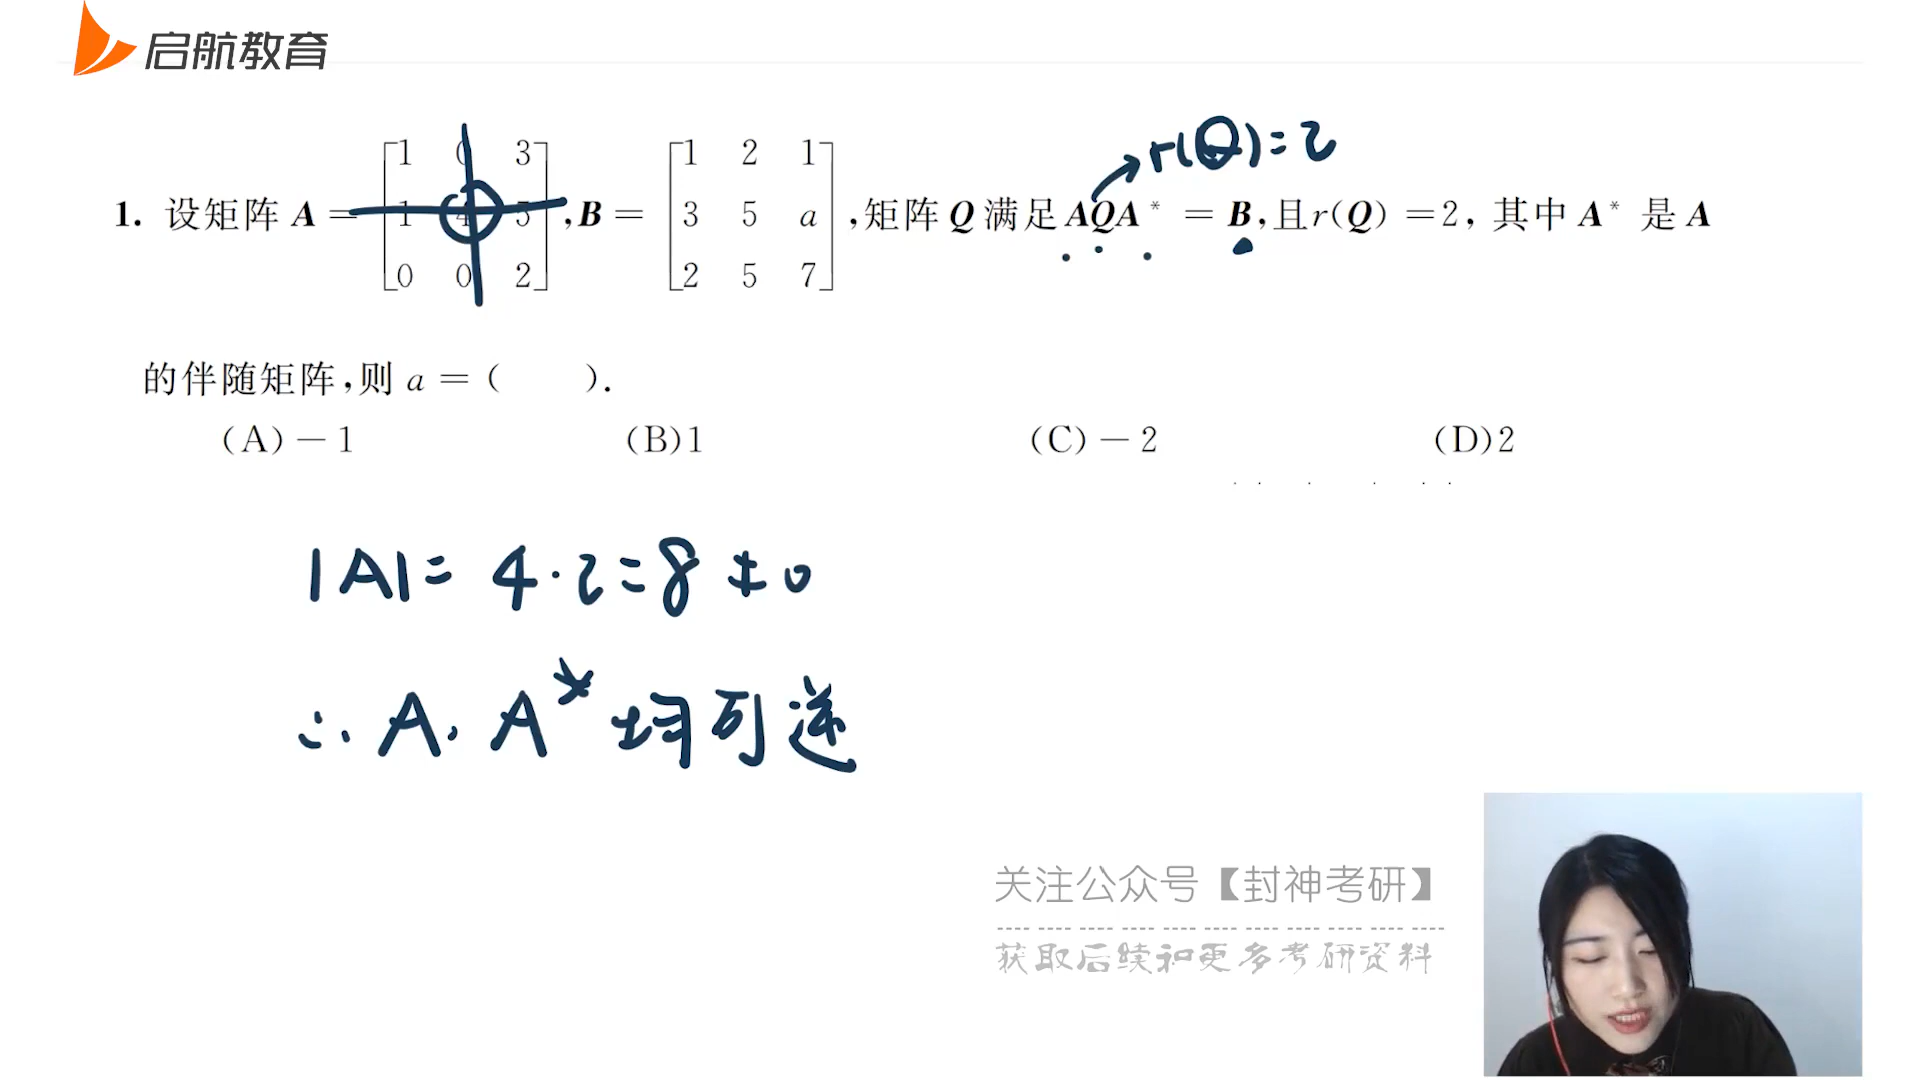 启航教育
r(Q)=2
1. 设矩阵 A = [1 0 3; 1 4 5; 0 0 2], B = [1 2 1; 3 5 a; 2 5 7], 矩阵 Q 满足 AQA* = B, 且 r(Q) = 2, 其中 A* 是 A
的伴随矩阵, 则 a = (  ).
(A) −1 (B) 1 (C) −2 (D) 2
|A| = 4·2 = 8 ≠ 0
∴ A, A* 均可逆
关注公众号【封神考研】
获取后续和更多考研资料